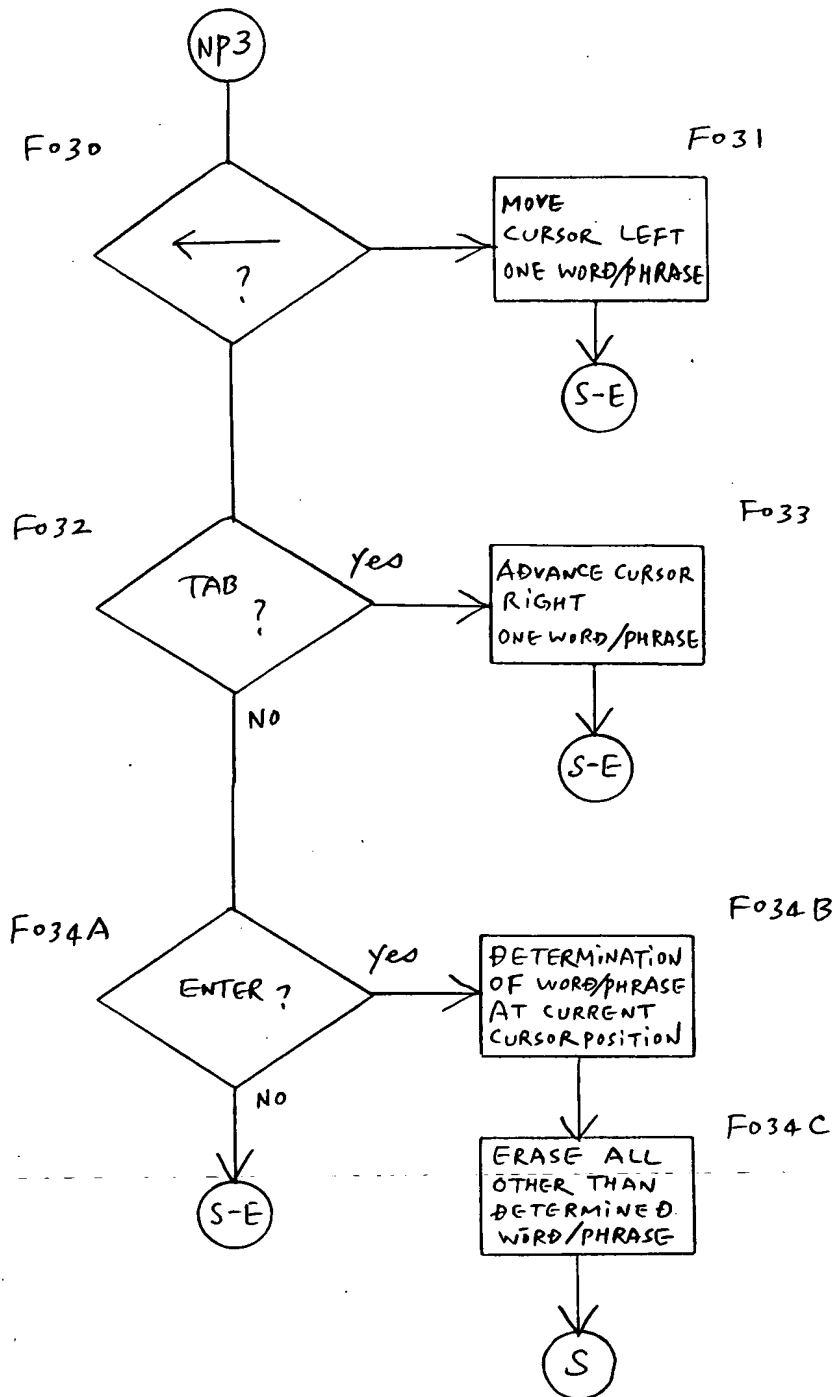 NP3
F030
F031
?
MOVE
CURSOR LEFT
ONE WORD/PHRASE
S-E
F032
F033
TAB
?
Yes
ADVANCE CURSOR
RIGHT
ONE WORD/PHRASE
NO
S-E
F034A
F034B
ENTER ?
Yes
DETERMINATION
OF WORD/PHRASE
AT CURRENT
CURSOR POSITION
NO
F034C
S-E
ERASE ALL
OTHER THAN
DETERMINED
WORD/PHRASE
S